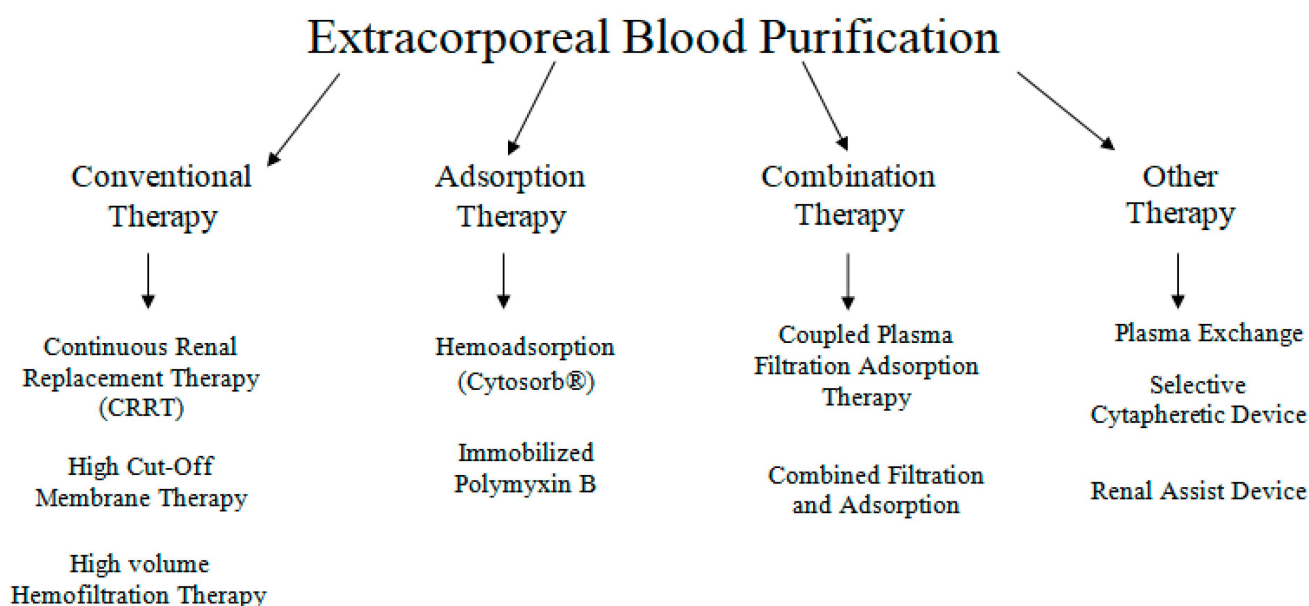 Extracorporeal Blood Purification
Conventional
Therapy
Adsorption
Therapy
Combination
Therapy
Other
Therapy
Continuous Renal
Replacement Therapy
(CRRT)
High Cut-Off
Membrane Therapy
High volume
Hemofiltration Therapy
Hemoadsorption
(Cytosorb®)
Immobilized
Polymyxin B
Coupled Plasma
Filtration Adsorption
Therapy
Combined Filtration
and Adsorption
Plasma Exchange
Selective
Cytapheretic Device
Renal Assist Device